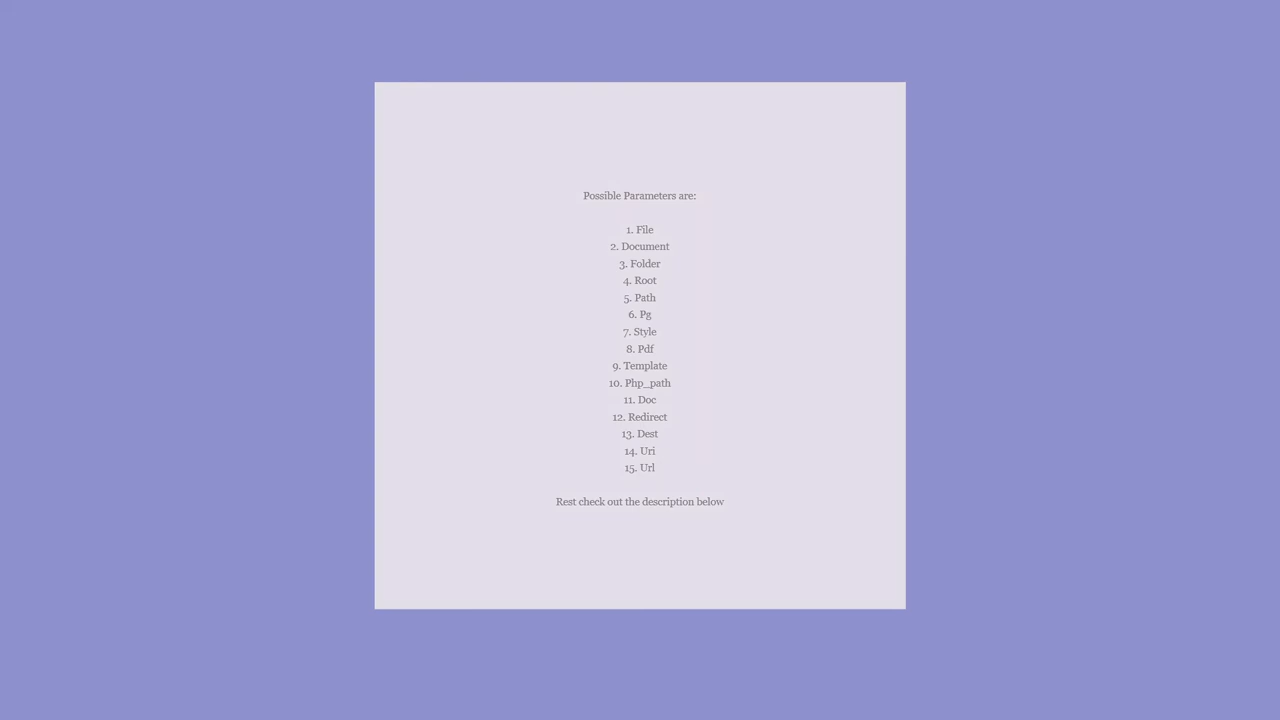 Possible Parameters are:
1. File
2. Document
3. Folder
4. Root
5. Path
6. Pg
7. Style
8. Pdf
9. Template
10. Php_path
11. Doc
12. Redirect
13. Dest
14. Uri
15. Url
Rest check out the description below